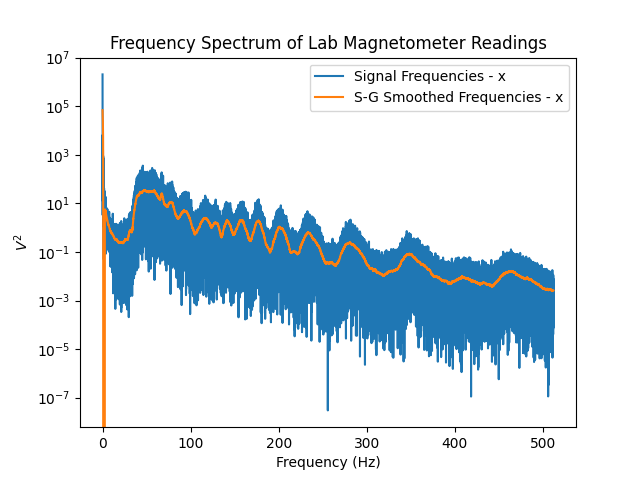 Frequency Spectrum of Lab Magnetometer Readings
Signal Frequencies - x
S-G Smoothed Frequencies - x
10⁷
10⁵
10³
10¹
10⁻¹
10⁻³
10⁻⁵
10⁻⁷
V²
0 100 200 300 400 500
Frequency (Hz)